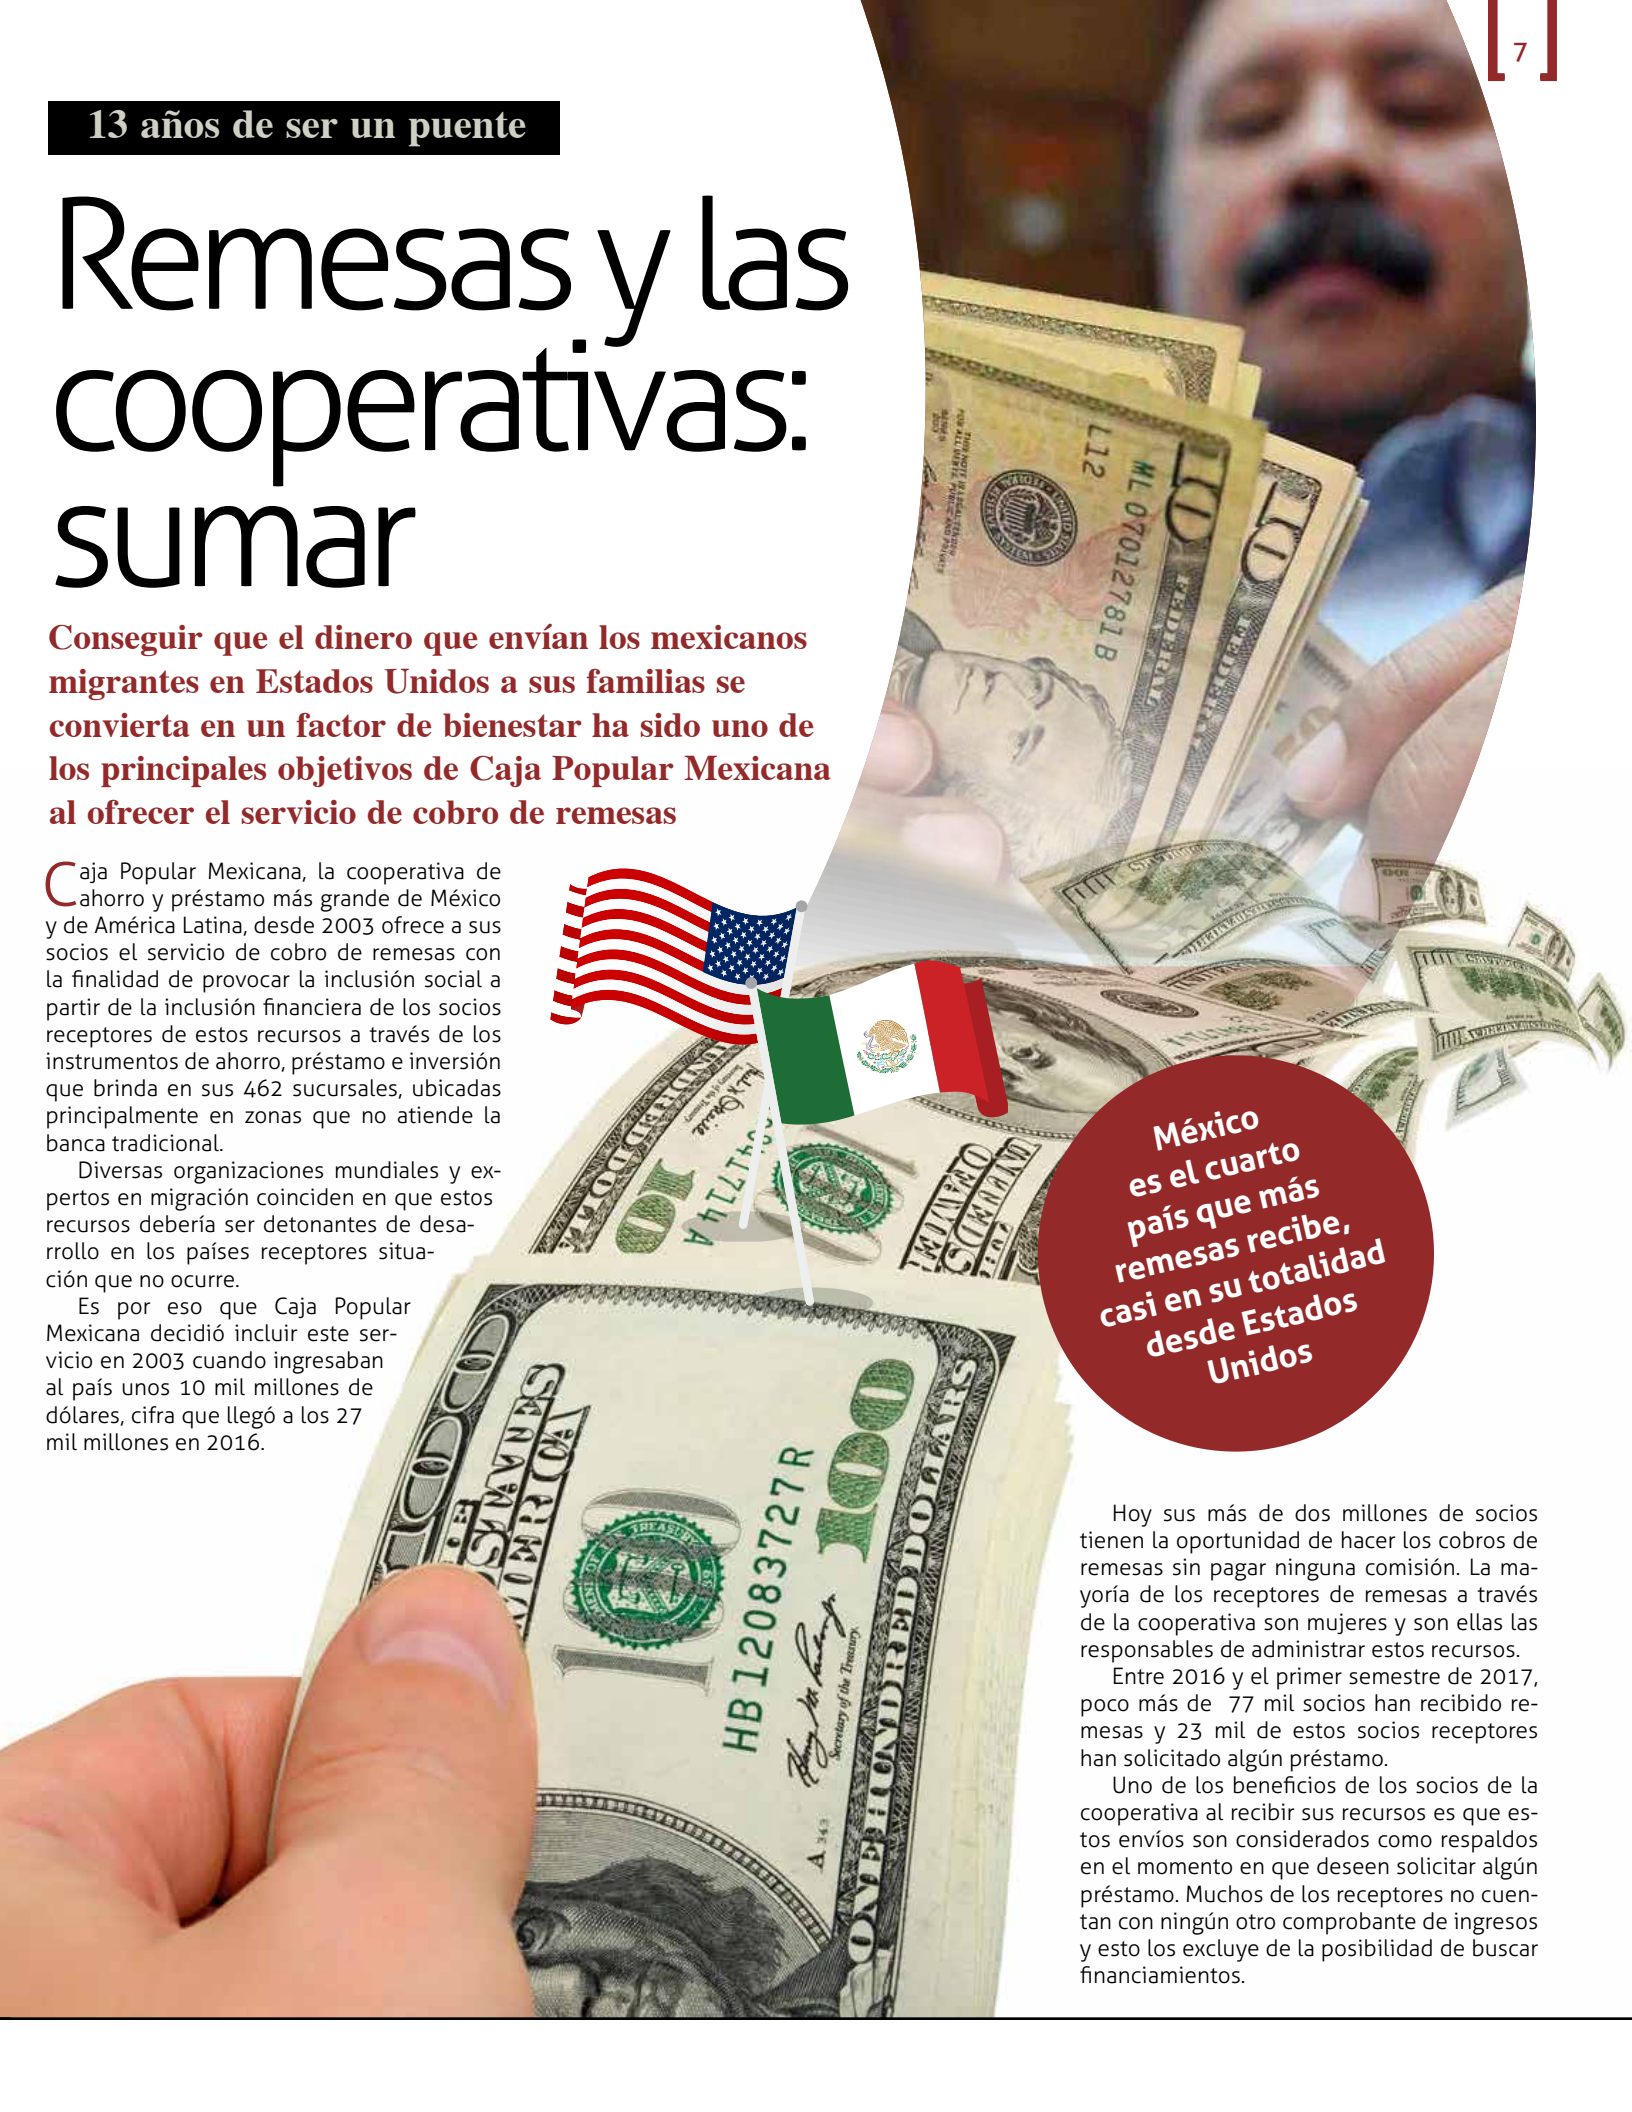 7
13 años de ser un puente
Remesas y las
cooperativas:
sumar
Conseguir que el dinero que envían los mexicanos
migrantes en Estados Unidos a sus familias se
convierta en un factor de bienestar ha sido uno de
los principales objetivos de Caja Popular Mexicana
al ofrecer el servicio de cobro de remesas
Caja Popular Mexicana, la cooperativa de
ahorro y préstamo más grande de México
y de América Latina, desde 2003 ofrece a sus
socios el servicio de cobro de remesas con
la finalidad de provocar la inclusión social a
partir de la inclusión financiera de los socios
receptores de estos recursos a través de los
instrumentos de ahorro, préstamo e inversión
que brinda en sus 462 sucursales, ubicadas
principalmente en zonas que no atiende la
banca tradicional.
Diversas organizaciones mundiales y ex-
pertos en migración coinciden en que estos
recursos debería ser detonantes de desa-
rrollo en los países receptores situa-
ción que no ocurre.
Es por eso que Caja Popular
Mexicana decidió incluir este ser-
vicio en 2003 cuando ingresaban
al país unos 10 mil millones de
dólares, cifra que llegó a los 27
mil millones en 2016.
México
es el cuarto
país que más
remesas recibe,
casi en su totalidad
desde Estados
Unidos
Hoy sus más de dos millones de socios
tienen la oportunidad de hacer los cobros de
remesas sin pagar ninguna comisión. La ma-
yoría de los receptores de remesas a través
de la cooperativa son mujeres y son ellas las
responsables de administrar estos recursos.
Entre 2016 y el primer semestre de 2017,
poco más de 77 mil socios han recibido re-
mesas y 23 mil de estos socios receptores
han solicitado algún préstamo.
Uno de los beneficios de los socios de la
cooperativa al recibir sus recursos es que es-
tos envíos son considerados como respaldos
en el momento en que deseen solicitar algún
préstamo. Muchos de los receptores no cuen-
tan con ningún otro comprobante de ingresos
y esto los excluye de la posibilidad de buscar
financiamientos.
L12
ML07012781B
10
10
100
HB12083727R
100
Secretary of the Treasury.
A 343
ONE HUNDRED DOLLARS